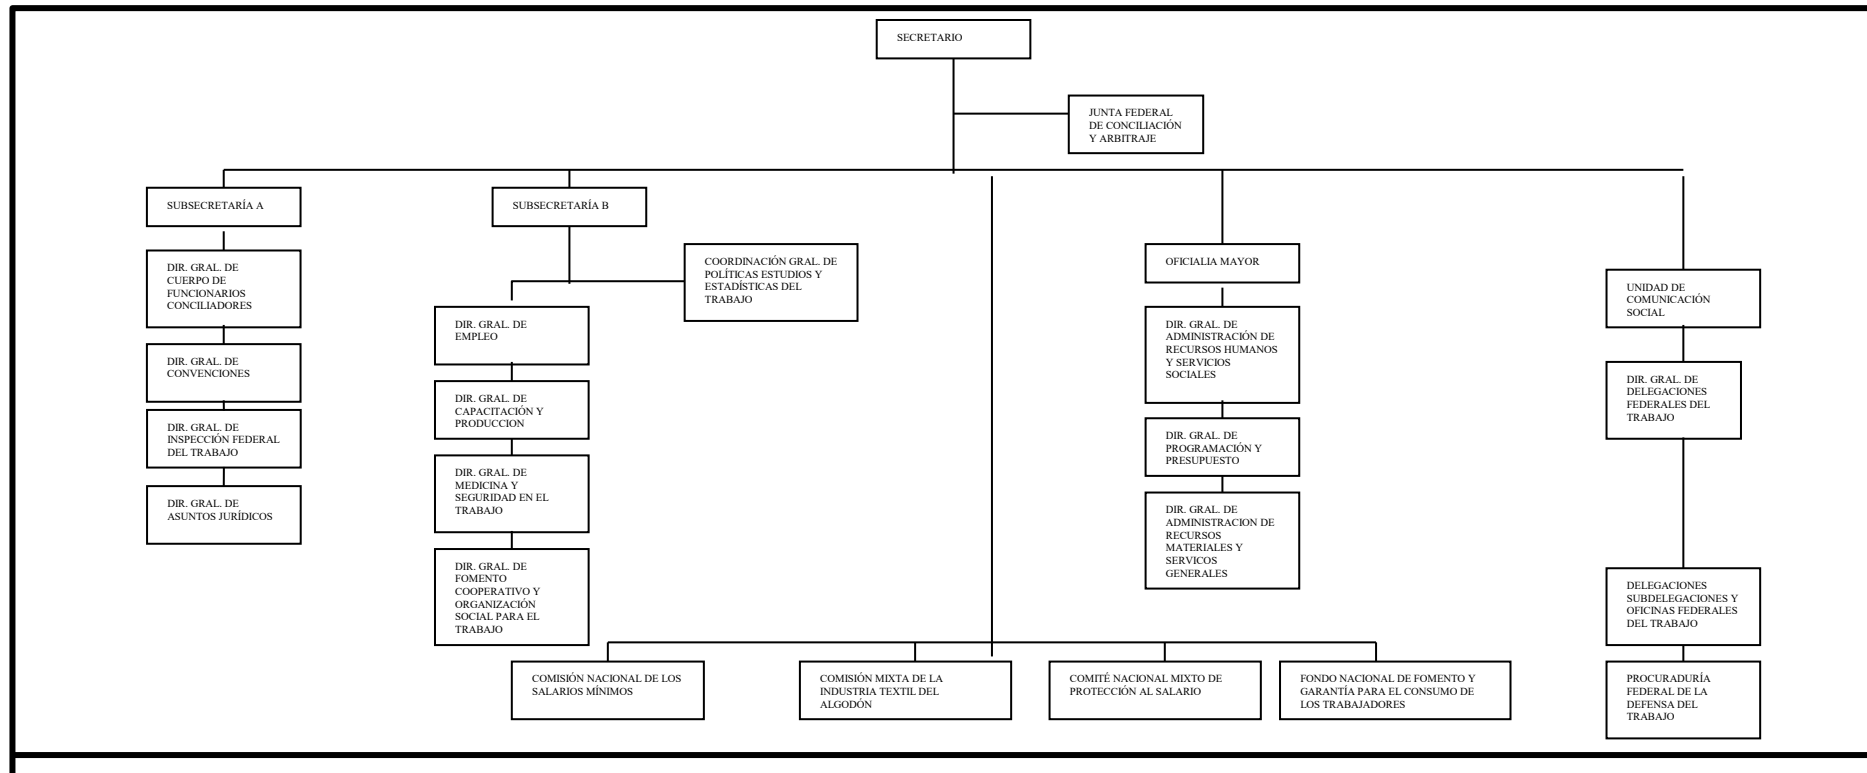 SECRETARIO
JUNTA FEDERAL
DE CONCILIACIÓN
Y ARBITRAJE
SUBSECRETARÍA A
SUBSECRETARÍA B
DIR. GRAL. DE
CUERPO DE
FUNCIONARIOS
CONCILIADORES
DIR. GRAL. DE
CONVENCIONES
DIR. GRAL. DE
INSPECCIÓN FEDERAL
DEL TRABAJO
DIR. GRAL. DE
ASUNTOS JURÍDICOS
COORDINACIÓN GRAL. DE
POLÍTICAS ESTUDIOS Y
ESTADÍSTICAS DEL
TRABAJO
DIR. GRAL. DE
EMPLEO
DIR. GRAL. DE
CAPACITACIÓN Y
PRODUCCION
DIR. GRAL. DE
MEDICINA Y
SEGURIDAD EN EL
TRABAJO
DIR. GRAL. DE
FOMENTO
COOPERATIVO Y
ORGANIZACIÓN
SOCIAL PARA EL
TRABAJO
OFICIALIA MAYOR
DIR. GRAL. DE
ADMINISTRACIÓN DE
RECURSOS HUMANOS
Y SERVICIOS
SOCIALES
DIR. GRAL. DE
PROGRAMACIÓN Y
PRESUPUESTO
DIR. GRAL. DE
ADMINISTRACION DE
RECURSOS
MATERIALES Y
SERVICOS
GENERALES
UNIDAD DE
COMUNICACIÓN
SOCIAL
DIR. GRAL. DE
DELEGACIONES
FEDERALES DEL
TRABAJO
DELEGACIONES
SUBDELEGACIONES Y
OFICINAS FEDERALES
DEL TRABAJO
PROCURADURÍA
FEDERAL DE LA
DEFENSA DEL
TRABAJO
COMISIÓN NACIONAL DE LOS
SALARIOS MÍNIMOS
COMISIÓN MIXTA DE LA
INDUSTRIA TEXTIL DEL
ALGODÓN
COMITÉ NACIONAL MIXTO DE
PROTECCIÓN AL SALARIO
FONDO NACIONAL DE FOMENTO Y
GARANTÍA PARA EL CONSUMO DE
LOS TRABAJADORES